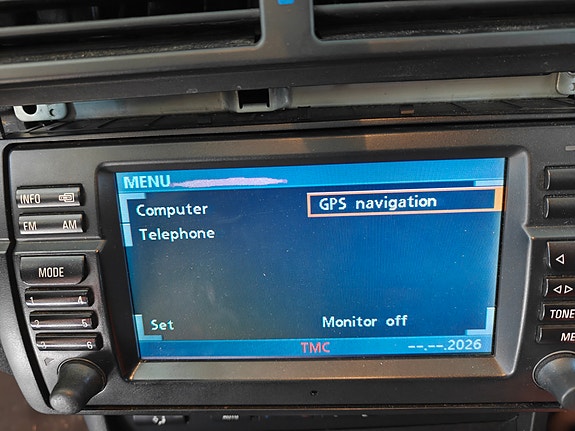 MENU
Computer GPS navigation
Telephone
Set Monitor off
TMC --.--.2026
INFO
FM AM
MODE
1 4
2 5
3 6
TONE